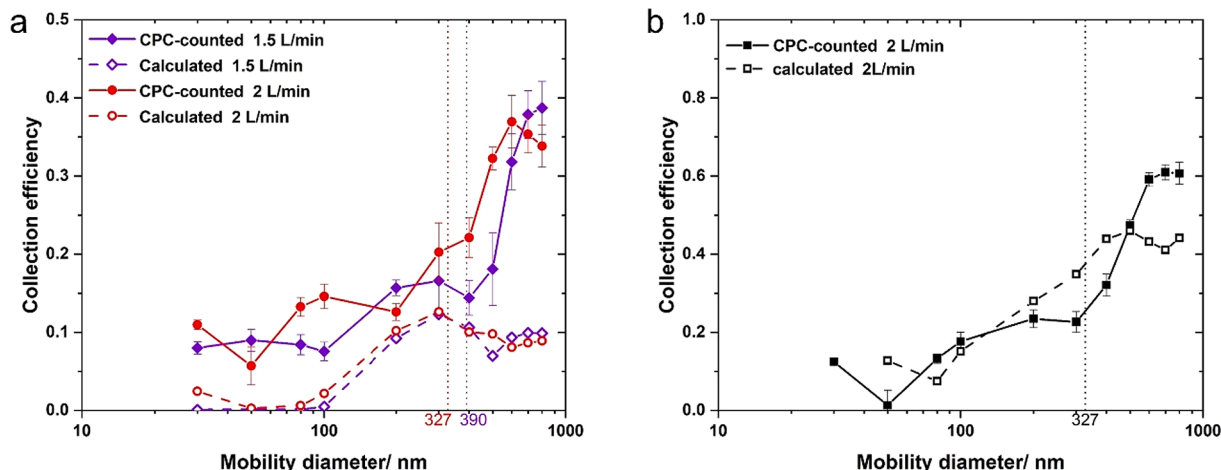 a
CPC-counted 1.5 L/min
Calculated 1.5 L/min
CPC-counted 2 L/min
Calculated 2 L/min
Collection efficiency
0.5
0.4
0.3
0.2
0.1
0.0
327
390
10
100
1000
Mobility diameter/ nm
b
CPC-counted 2 L/min
calculated 2L/min
Collection efficiency
1.0
0.8
0.6
0.4
0.2
0.0
327
10
100
1000
Mobility diameter/ nm